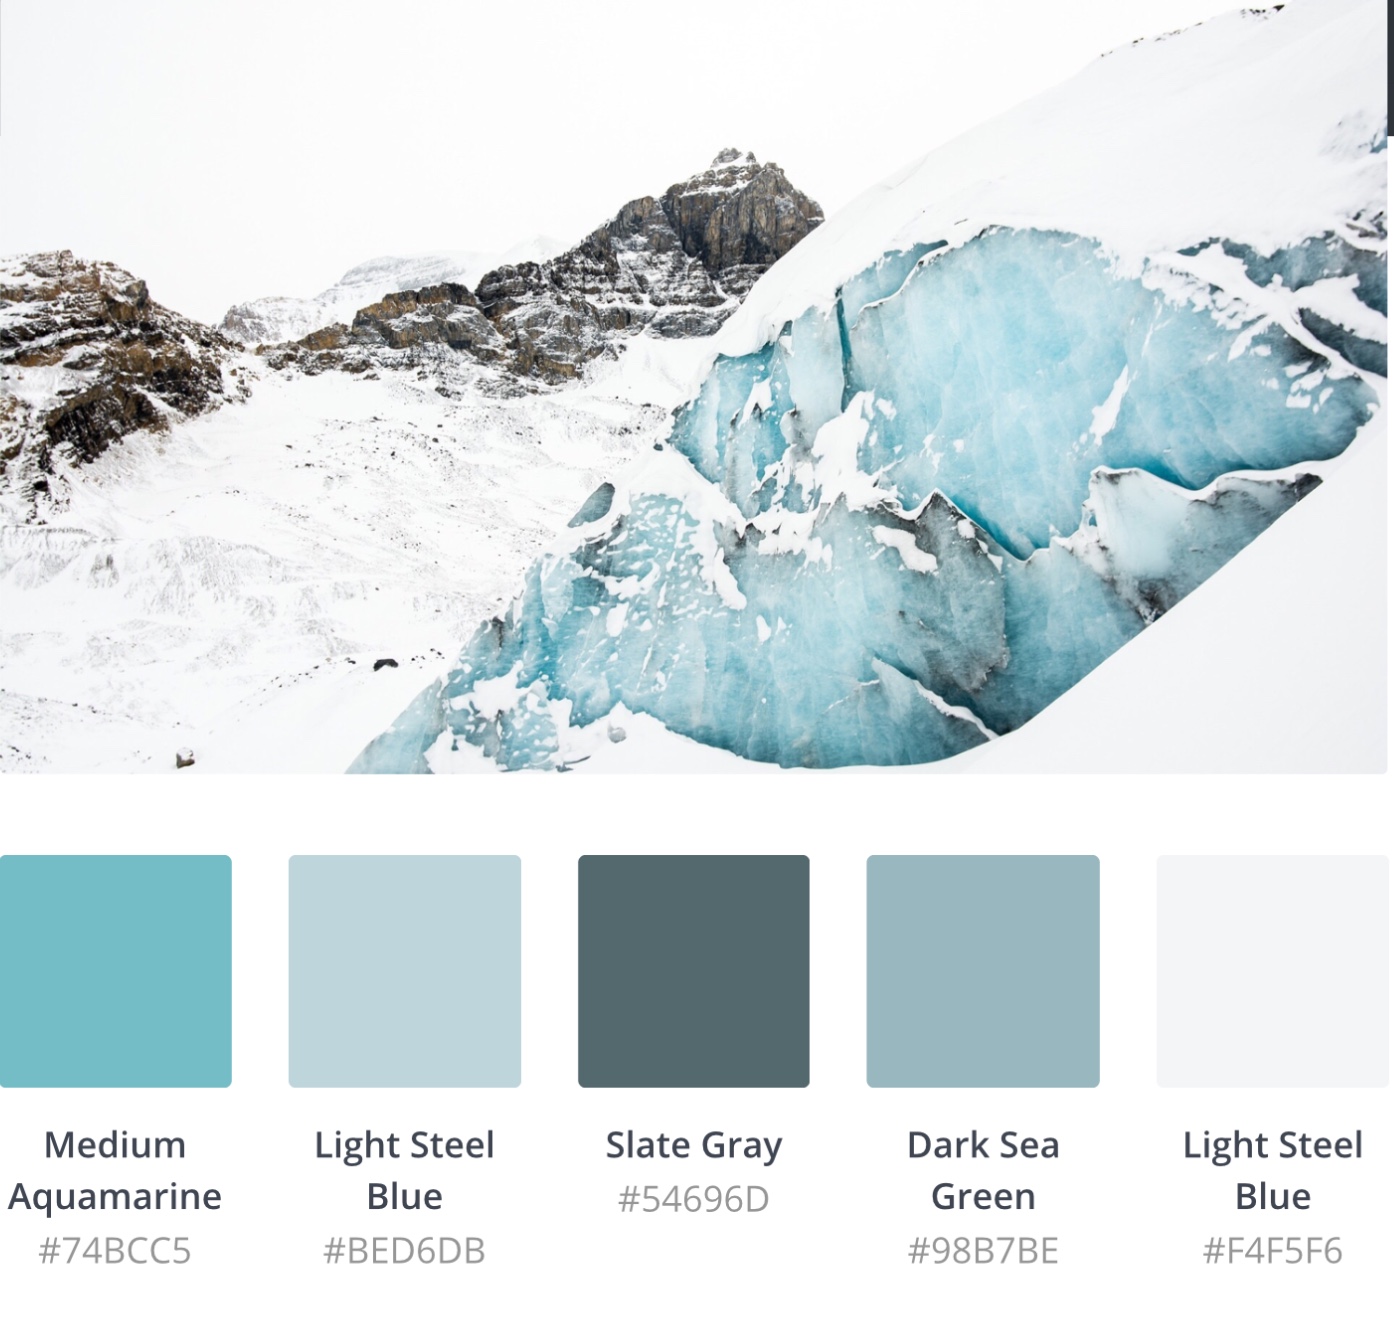 Medium
Aquamarine
#74BCC5
Light Steel
Blue
#BED6DB
Slate Gray
#54696D
Dark Sea
Green
#98B7BE
Light Steel
Blue
#F4F5F6